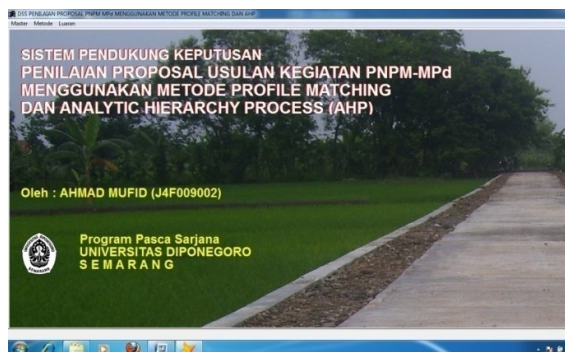 DSS PENILAIAN PROPOSAL PNPM MPd MENGGUNAKAN METODE PROFILE MATCHING DAN AHP
Master Metode Luaran
SISTEM PENDUKUNG KEPUTUSAN
PENILAIAN PROPOSAL USULAN KEGIATAN PNPM-MPd
MENGGUNAKAN METODE PROFILE MATCHING
DAN ANALYTIC HIERARCHY PROCESS (AHP)
Oleh : AHMAD MUFID (J4F009002)
Program Pasca Sarjana
UNIVERSITAS DIPONEGORO
S E M A R A N G